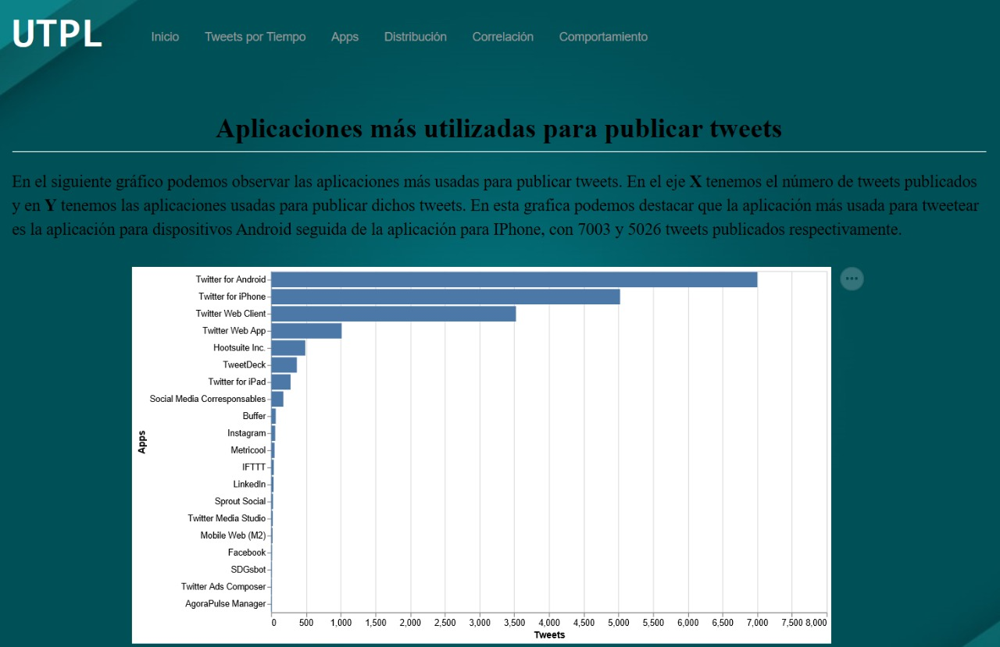 UTPL
Inicio Tweets por Tiempo Apps Distribución Correlación Comportamiento
Aplicaciones más utilizadas para publicar tweets
En el siguiente gráfico podemos observar las aplicaciones más usadas para publicar tweets. En el eje X tenemos el número de tweets publicados
y en Y tenemos las aplicaciones usadas para publicar dichos tweets. En esta grafica podemos destacar que la aplicación más usada para tweetear
es la aplicación para dispositivos Android seguida de la aplicación para IPhone, con 7003 y 5026 tweets publicados respectivamente.
Twitter for Android
Twitter for iPhone
Twitter Web Client
Twitter Web App
Hootsuite Inc.
TweetDeck
Twitter for iPad
Social Media Corresponsables
Buffer
Instagram
Metricool
IFTTT
LinkedIn
Sprout Social
Twitter Media Studio
Mobile Web (M2)
Facebook
SDGsbot
Twitter Ads Composer
AgoraPulse Manager
Apps
0 500 1,000 1,500 2,000 2,500 3,000 3,500 4,000 4,500 5,000 5,500 6,000 6,500 7,000 7,500 8,000
Tweets